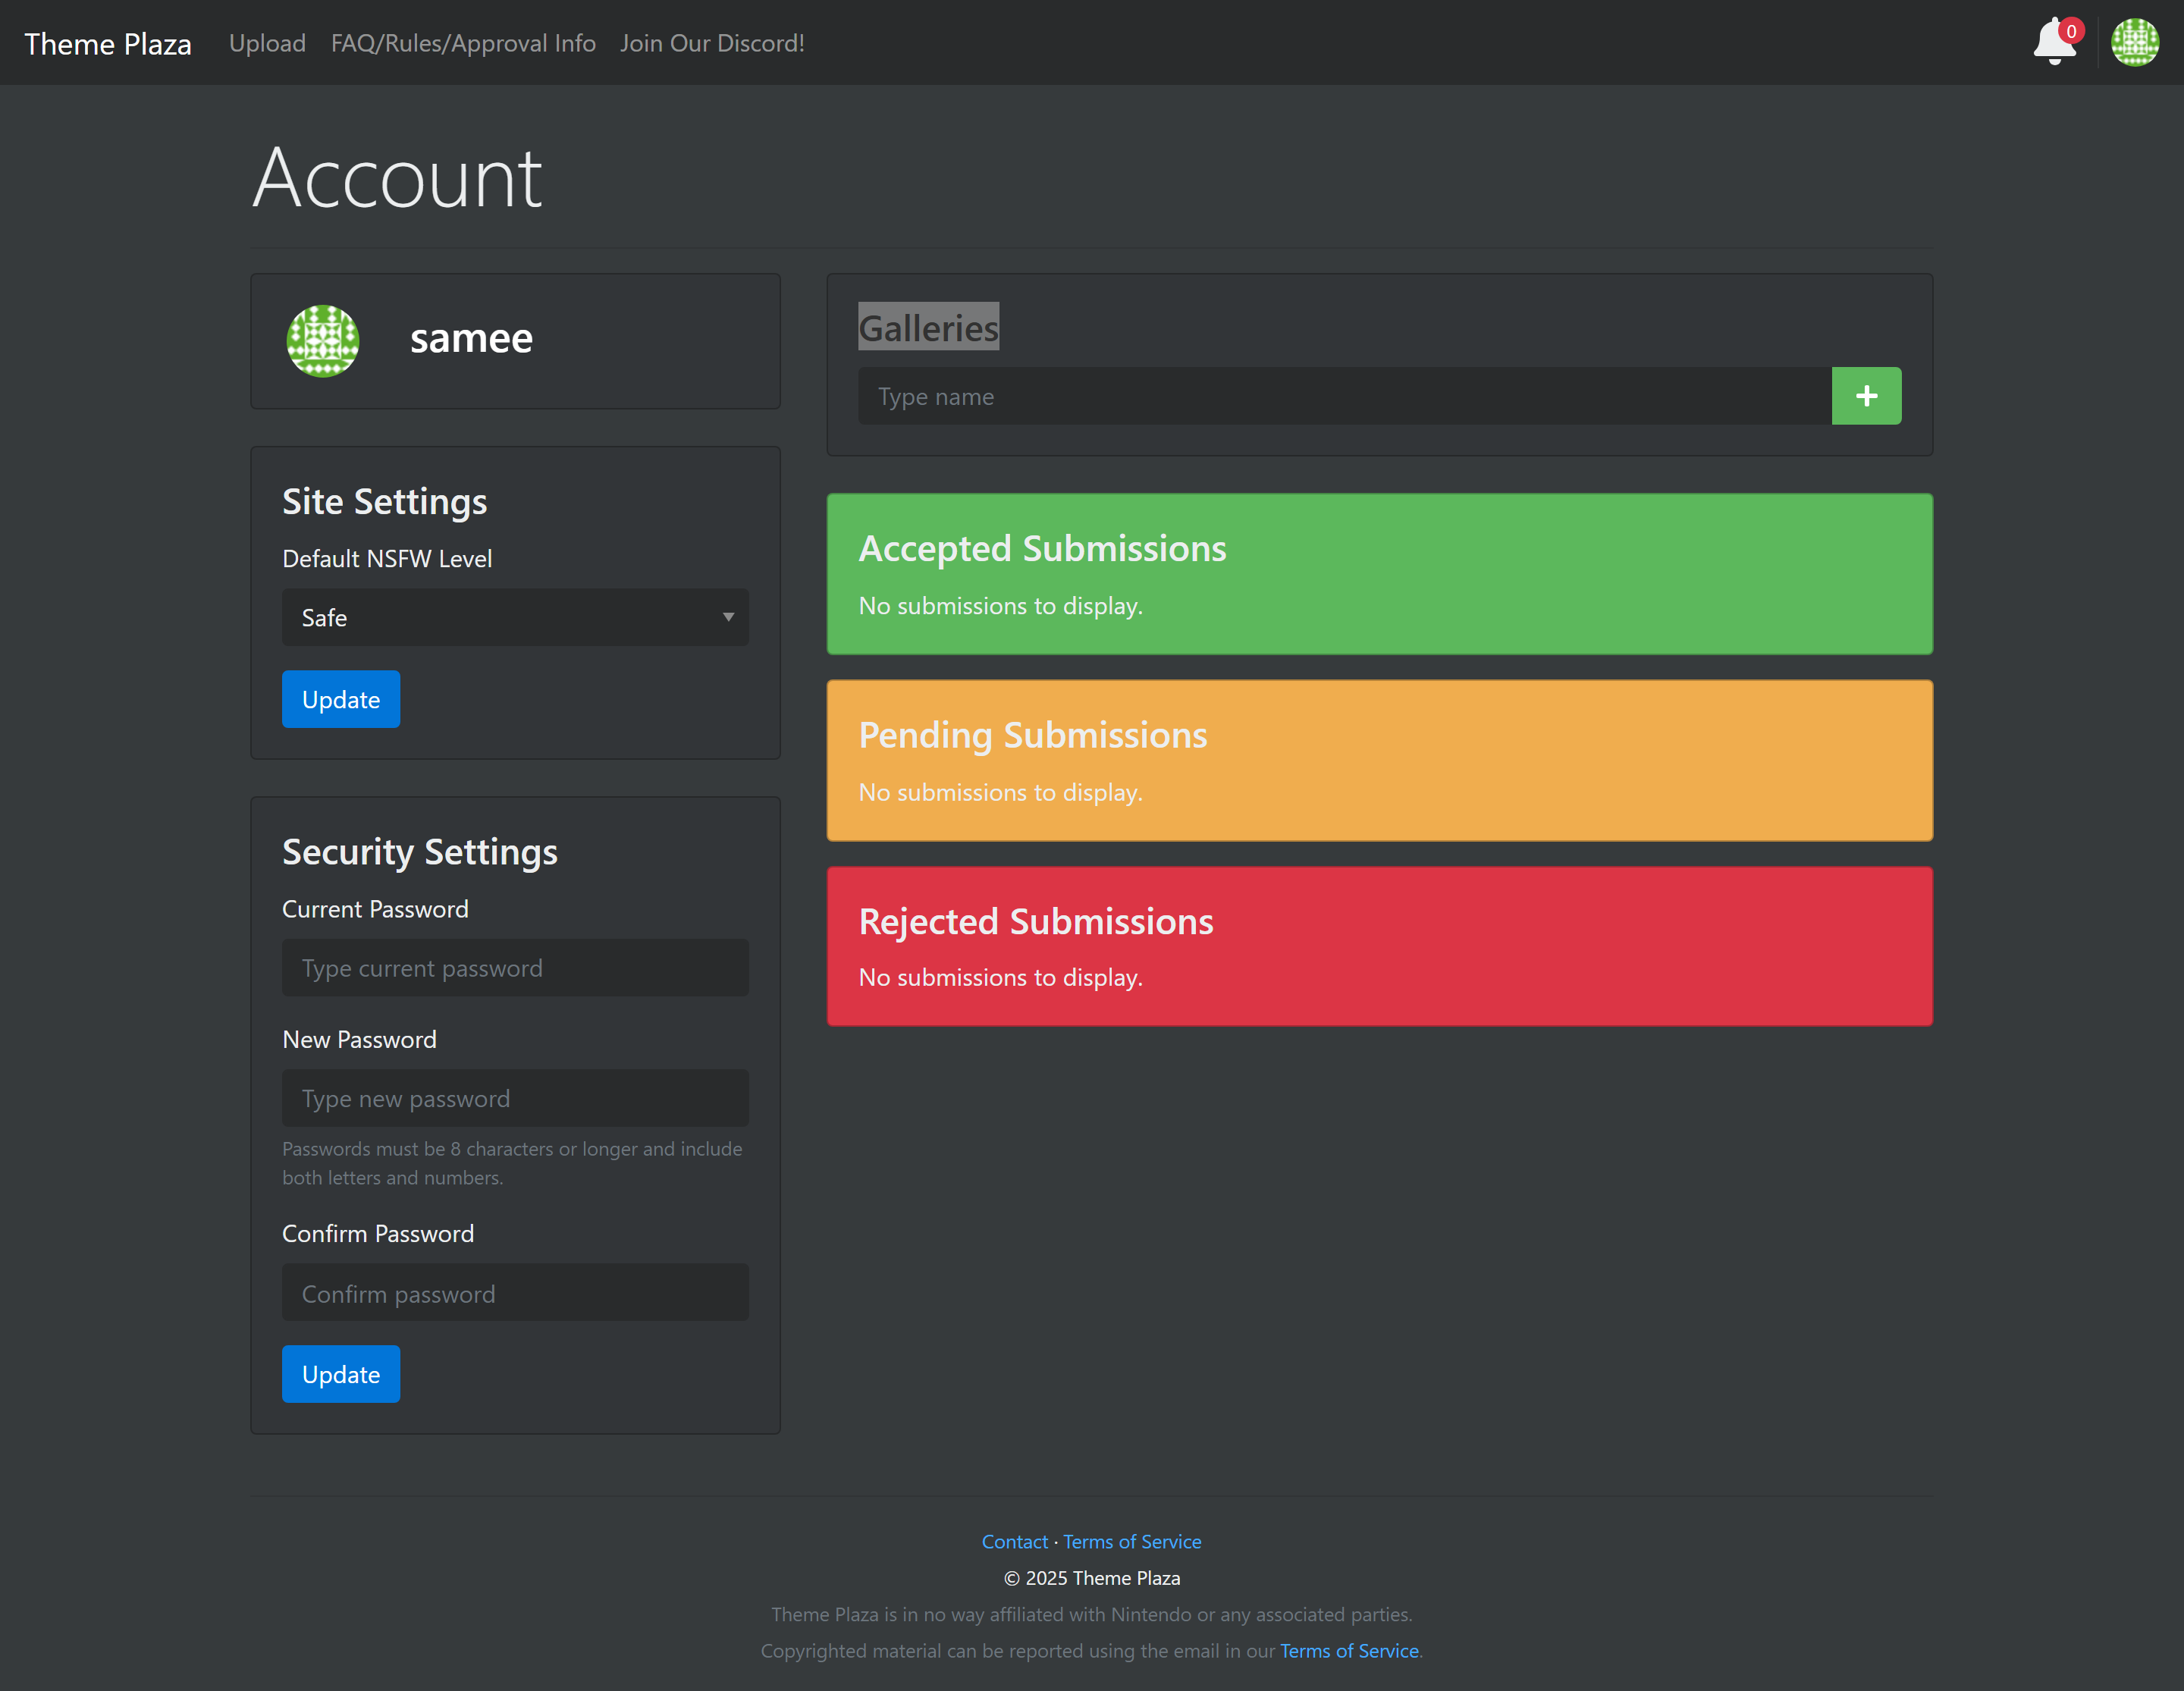 Theme Plaza Upload FAQ/Rules/Approval Info Join Our Discord! 0
Account
samee
Site Settings
Default NSFW Level
Safe
Update
Security Settings
Current Password
Type current password
New Password
Type new password
Passwords must be 8 characters or longer and include
both letters and numbers.
Confirm Password
Confirm password
Update
Galleries
Type name
Accepted Submissions
No submissions to display.
Pending Submissions
No submissions to display.
Rejected Submissions
No submissions to display.
Contact · Terms of Service
© 2025 Theme Plaza
Theme Plaza is in no way affiliated with Nintendo or any associated parties.
Copyrighted material can be reported using the email in our Terms of Service.